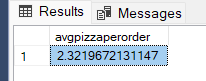 Results Messages
avgpizzaperorder
1 2.3219672131147